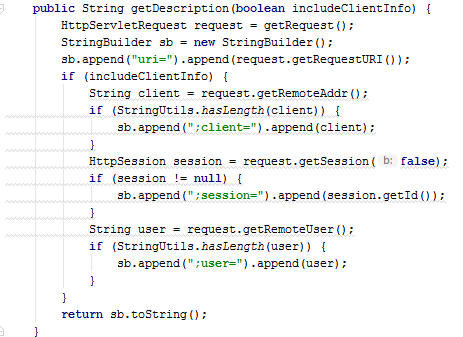 public String getDescription(boolean includeClientInfo) {
    HttpServletRequest request = getRequest();
    StringBuilder sb = new StringBuilder();
    sb.append("uri=").append(request.getRequestURI());
    if (includeClientInfo) {
        String client = request.getRemoteAddr();
        if (StringUtils.hasLength(client)) {
            sb.append(";client=").append(client);
        }
        HttpSession session = request.getSession( b: false);
        if (session != null) {
            sb.append(";session=").append(session.getId());
        }
        String user = request.getRemoteUser();
        if (StringUtils.hasLength(user)) {
            sb.append(";user=").append(user);
        }
    }
    return sb.toString();
}